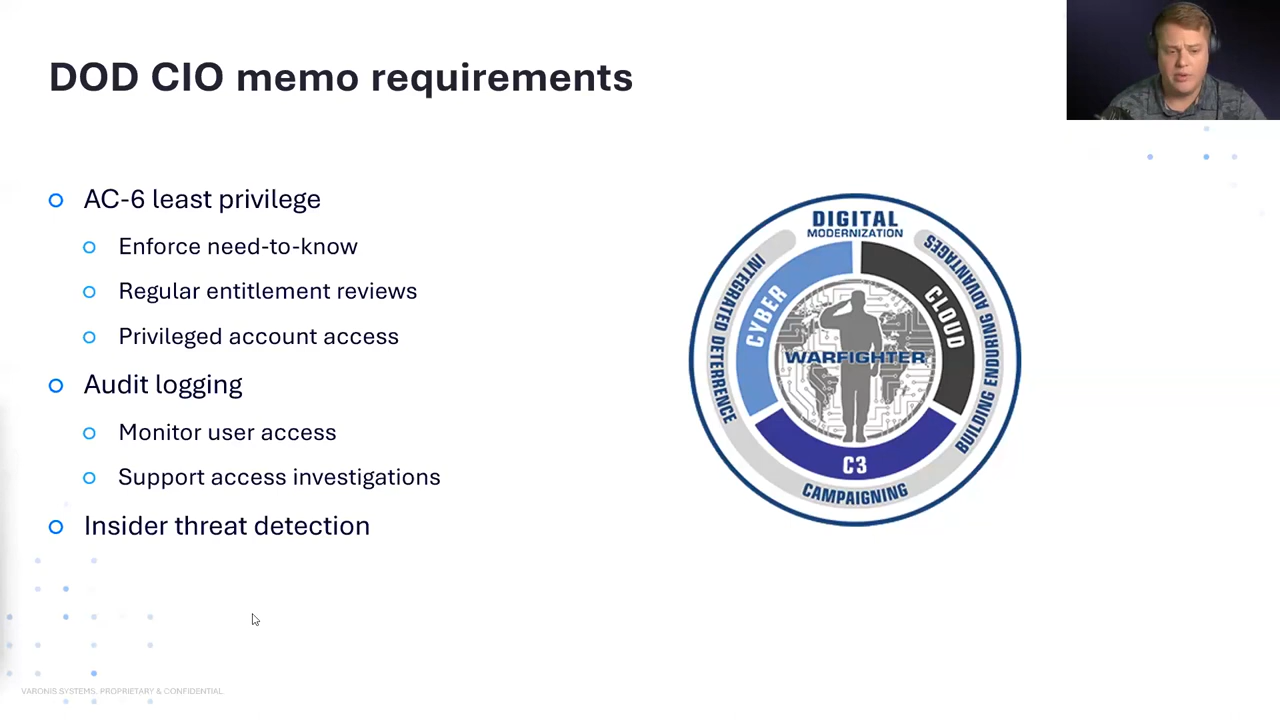 DOD CIO memo requirements
AC-6 least privilege
Enforce need-to-know
Regular entitlement reviews
Privileged account access
Audit logging
Monitor user access
Support access investigations
Insider threat detection
DIGITAL
MODERNIZATION
INTEGRATED DETERRENCE
BUILDING ENDURING ADVANTAGES
CYBER
CLOUD
WARFIGHTER
C3
CAMPAIGNING
VARONIS SYSTEMS. PROPRIETARY & CONFIDENTIAL.